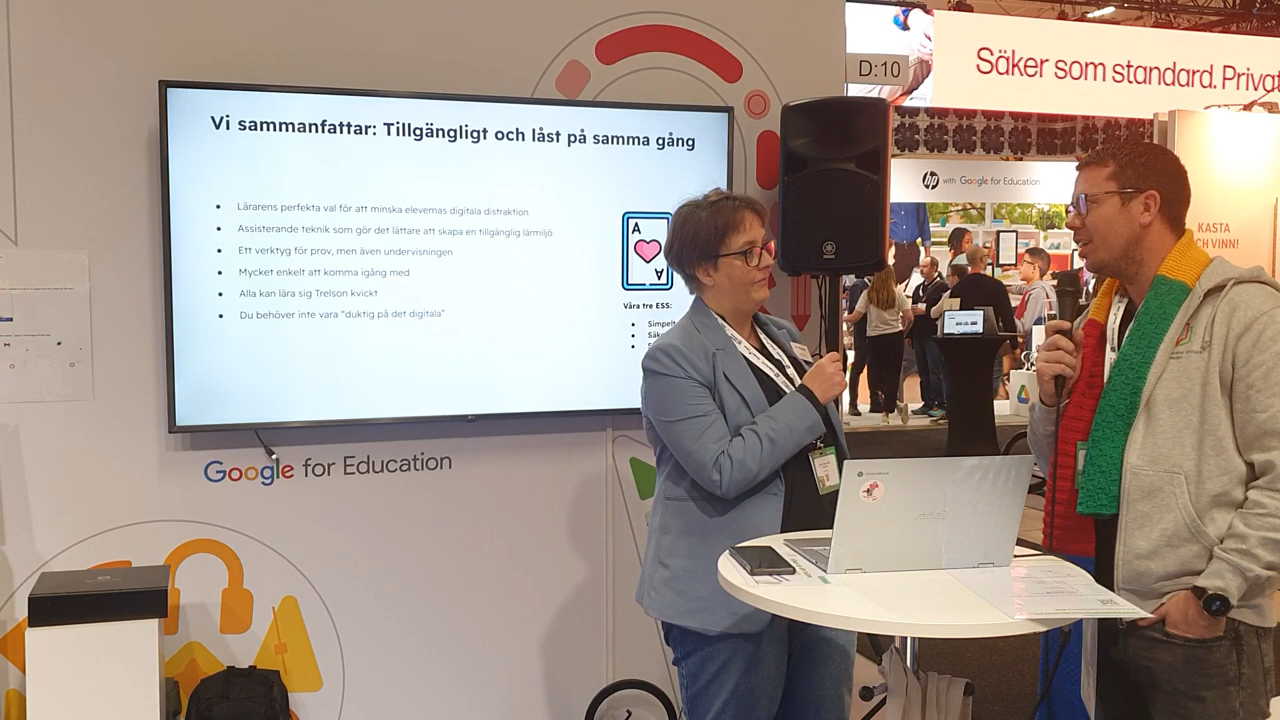 D:10
Säker som standard. Privat
Vi sammanfattar: Tillgängligt och låst på samma gång
hp with Google for Education
Lärarens perfekta val för att minska elevernas digitala distraktion
Assisterande teknik som gör det lättare att skapa en tillgänglig lärmiljö
Ett verktyg för prov, men även undervisningen
Mycket enkelt att komma igång med
Alla kan lära sig Trelson kvickt
Du behöver inte vara "duktig på det digitala"
A
A
Våra tre ESS:
Simpelt
KASTA
CH VINN!
YAMAHA
Google for Education
chromebook